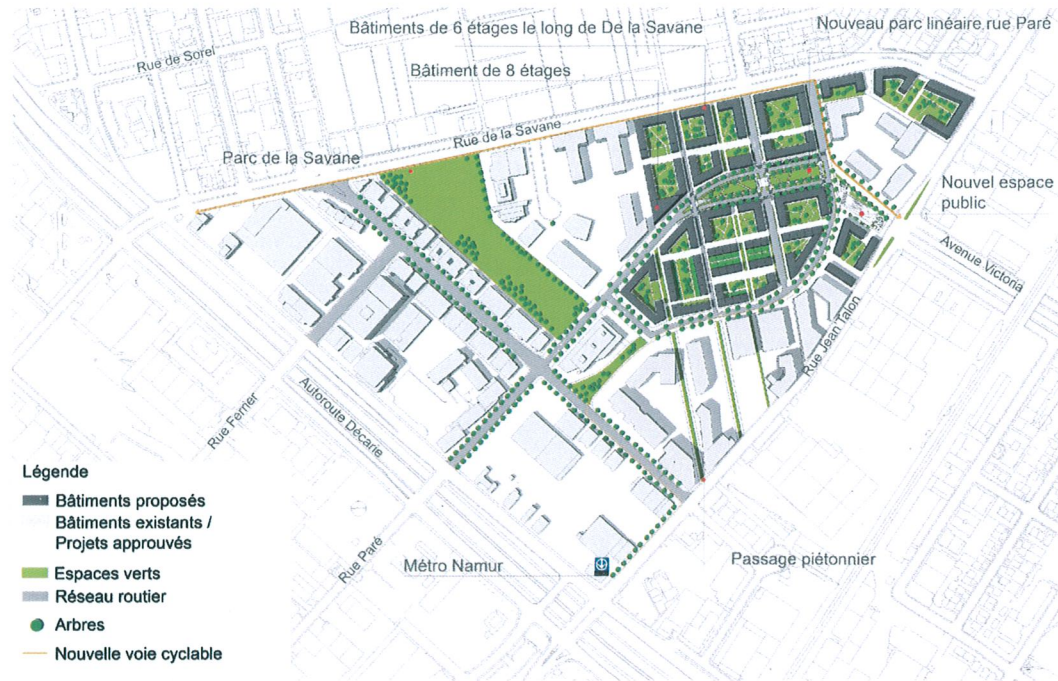 Bâtiments de 6 étages le long de De la Savane
Nouveau parc linéaire rue Paré
Rue de Sorel
Bâtiment de 8 étages
Rue de la Savane
Parc de la Savane
Nouvel espace
public
Avenue Victoria
Rue Jean Talon
Rue Ferrier
Autoroute Décarie
Légende
Bâtiments proposés
Bâtiments existants /
Projets approuvés
Espaces verts
Réseau routier
Arbres
Nouvelle voie cyclable
Rue Paré
Métro Namur
Passage piétonnier